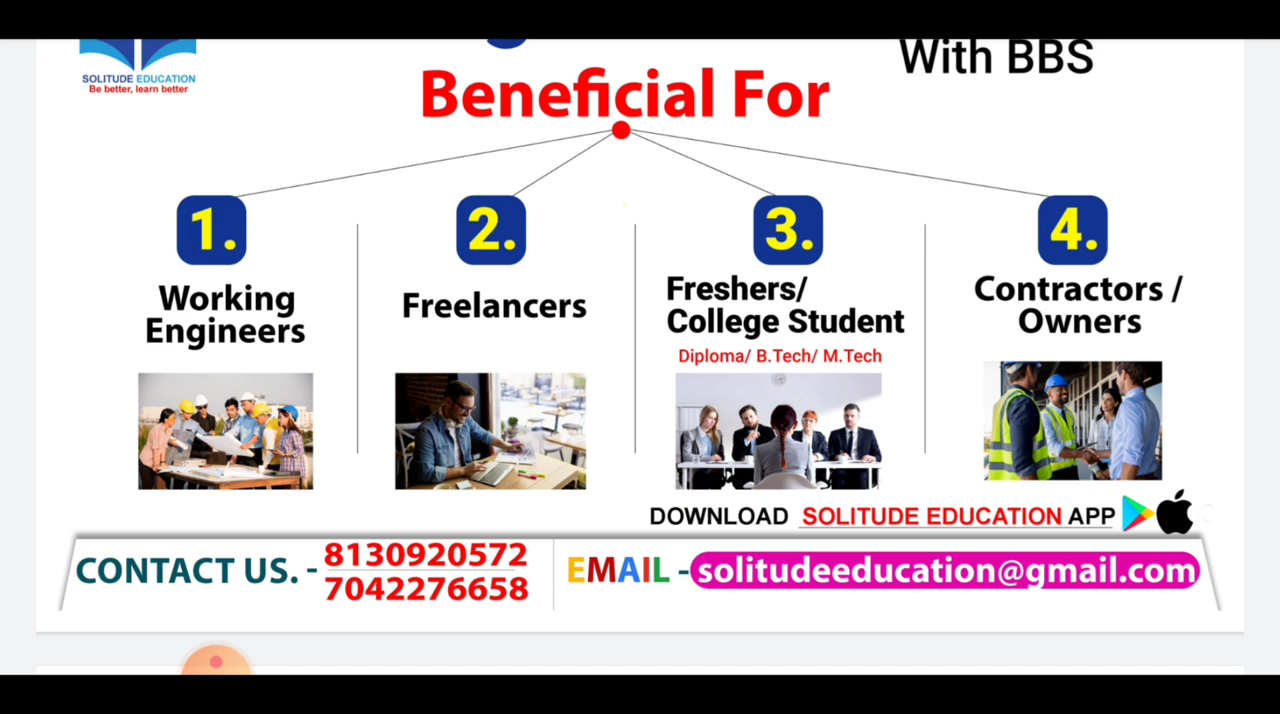 With BBS
SOLITUDE EDUCATION
Be better, learn better
Beneficial For
1.
Working
Engineers
2.
Freelancers
3.
Freshers/
College Student
Diploma/ B.Tech/ M.Tech
4.
Contractors /
Owners
DOWNLOAD SOLITUDE EDUCATION APP
CONTACT US. - 8130920572
7042276658
EMAIL - solitudeeducation@gmail.com